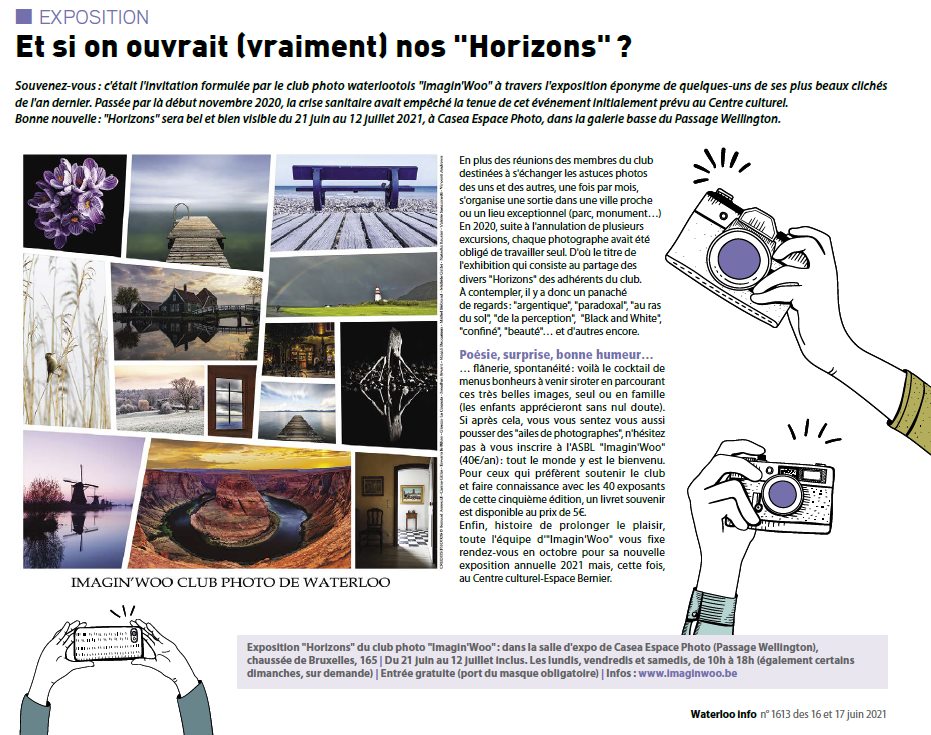 EXPOSITION
Et si on ouvrait (vraiment) nos "Horizons" ?
Souvenez-vous : c'était l'invitation formulée par le club photo waterlootois "Imagin'Woo" à travers l'exposition éponyme de quelques-uns de ses plus beaux clichés
de l'an dernier. Passée par là début novembre 2020, la crise sanitaire avait empêché la tenue de cet événement initialement prévu au Centre culturel.
Bonne nouvelle : "Horizons" sera bel et bien visible du 21 juin au 12 juillet 2021, à Casea Espace Photo, dans la galerie basse du Passage Wellington.
En plus des réunions des membres du club
destinées à s'échanger les astuces photos
des uns et des autres, une fois par mois,
s'organise une sortie dans une ville proche
ou un lieu exceptionnel (parc, monument…)
En 2020, suite à l'annulation de plusieurs
excursions, chaque photographe avait été
obligé de travailler seul. D'où le titre de
l'exhibition qui consiste au partage des
divers "Horizons" des adhérents du club.
À contempler, il y a donc un panaché
de regards : "argentique", "paradoxal", "au ras
du sol", "de la perception", "Black and White",
"confiné", "beauté"… et d'autres encore.
Poésie, surprise, bonne humeur…
… flânerie, spontanéité : voilà le cocktail de
menus bonheurs à venir siroter en parcourant
ces très belles images, seul ou en famille
(les enfants apprécieront sans nul doute).
Si après cela, vous vous sentez vous aussi
pousser des "ailes de photographes", n'hésitez
pas à vous inscrire à l'ASBL "Imagin'Woo"
(40€/an) : tout le monde y est le bienvenu.
Pour ceux qui préfèrent soutenir le club
et faire connaissance avec les 40 exposants
de cette cinquième édition, un livret souvenir
est disponible au prix de 5€.
Enfin, histoire de prolonger le plaisir,
toute l'équipe d'"Imagin'Woo" vous fixe
rendez-vous en octobre pour sa nouvelle
exposition annuelle 2021 mais, cette fois,
au Centre culturel-Espace Bernier.
IMAGIN'WOO CLUB PHOTO DE WATERLOO
Exposition "Horizons" du club photo "Imagin'Woo" : dans la salle d'expo de Casea Espace Photo (Passage Wellington),
chaussée de Bruxelles, 165 | Du 21 juin au 12 juillet inclus. Les lundis, vendredis et samedis, de 10h à 18h (également certains
dimanches, sur demande) | Entrée gratuite (port du masque obligatoire) | Infos : www.imaginwoo.be
Waterloo Info n° 1613 des 16 et 17 juin 2021